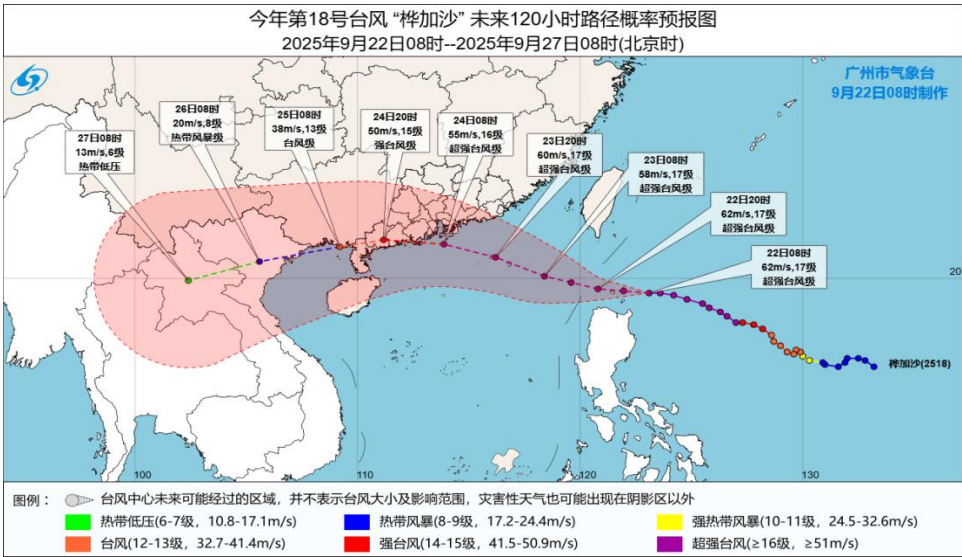 今年第18号台风 “桦加沙” 未来120小时路径概率预报图
2025年9月22日08时--2025年9月27日08时(北京时)
广州市气象台
9月22日08时制作
27日08时
13m/s,6级
热带低压
26日08时
20m/s,8级
热带风暴级
25日08时
38m/s,13级
台风级
24日20时
50m/s,15级
强台风级
24日08时
55m/s,16级
超强台风级
23日20时
60m/s,17级
超强台风级
23日08时
58m/s,17级
超强台风级
22日20时
62m/s,17级
超强台风级
22日08时
62m/s,17级
超强台风级
20
桦加沙(2518)
100
110
120
130
图例：
台风中心未来可能经过的区域，并不表示台风大小及影响范围，灾害性天气也可能出现在阴影区以外
热带低压(6-7级，10.8-17.1m/s)
热带风暴(8-9级，17.2-24.4m/s)
强热带风暴(10-11级，24.5-32.6m/s)
台风(12-13级，32.7-41.4m/s)
强台风(14-15级，41.5-50.9m/s)
超强台风(≥16级，≥51m/s)